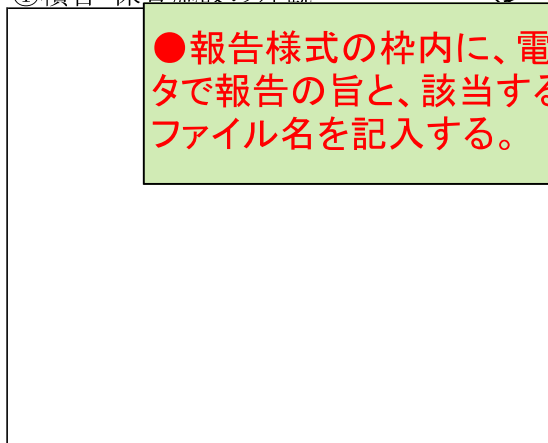 ●報告様式の枠内に、電
タで報告の旨と、該当する
ファイル名を記入する。